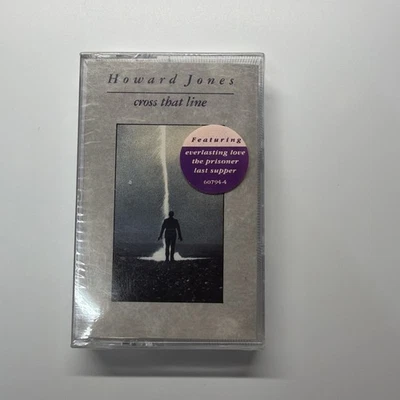 Howard Jones
cross that line
Featuring
everlasting love
the prisoner
last supper
60794-4